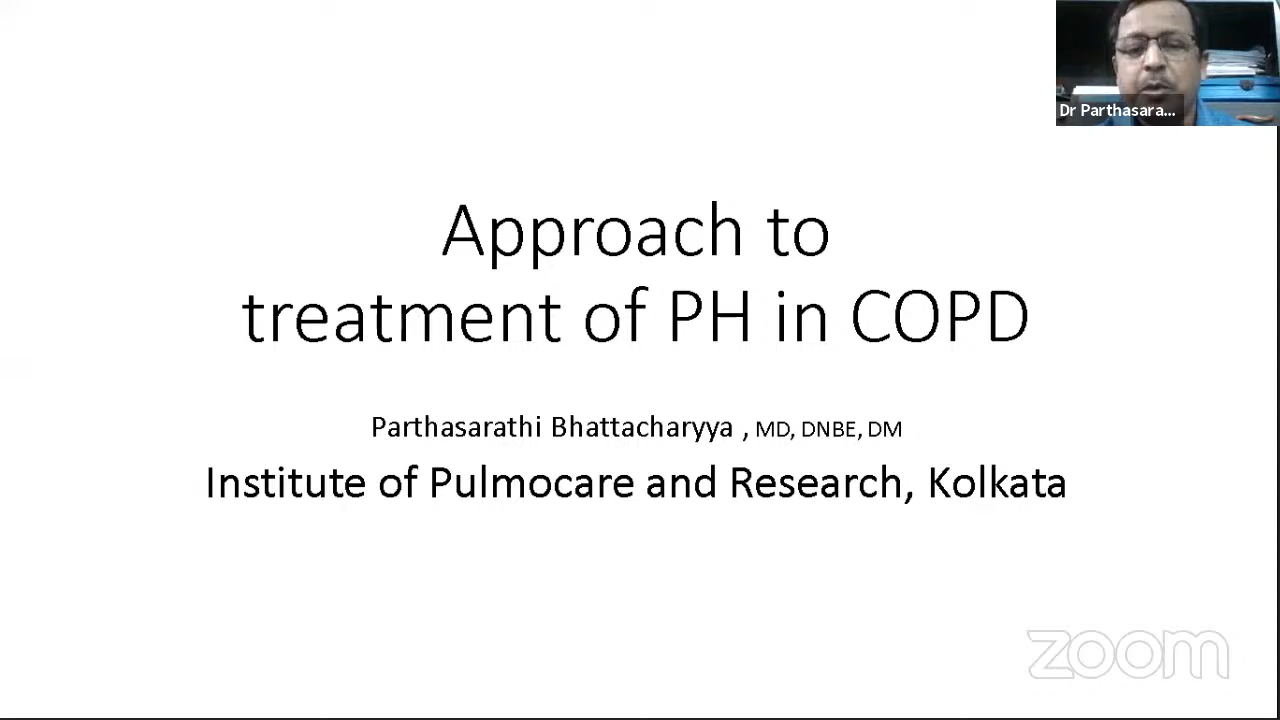 Dr Parthasara...
Approach to
treatment of PH in COPD
Parthasarathi Bhattacharyya , MD, DNBE, DM
Institute of Pulmocare and Research, Kolkata
zoom